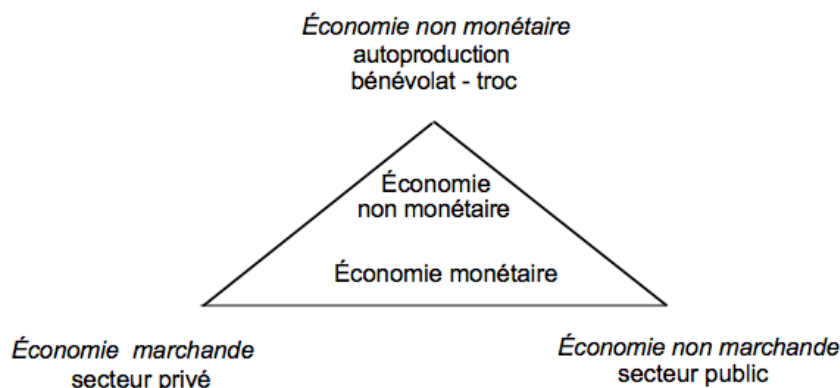 Économie non monétaire
autoproduction
bénévolat - troc
Économie
non monétaire
Économie monétaire
Économie marchande
secteur privé
Économie non marchande
secteur public